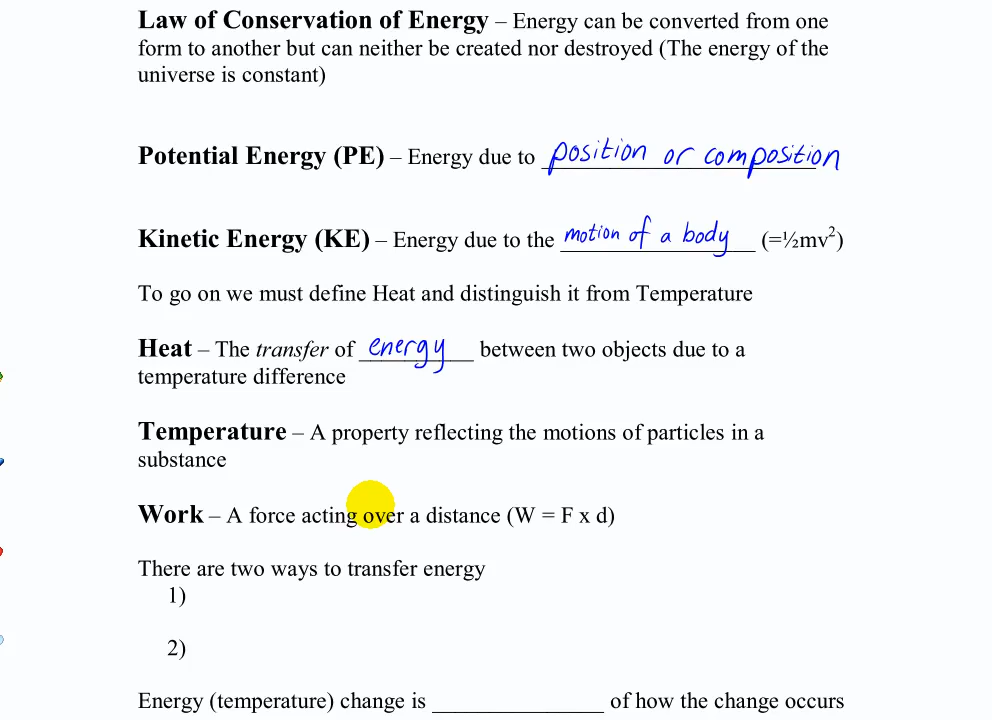 Law of Conservation of Energy – Energy can be converted from one
form to another but can neither be created nor destroyed (The energy of the
universe is constant)
Potential Energy (PE) – Energy due to position or composition
Kinetic Energy (KE) – Energy due to the motion of a body (=½mv²)
To go on we must define Heat and distinguish it from Temperature
Heat – The transfer of energy between two objects due to a
temperature difference
Temperature – A property reflecting the motions of particles in a
substance
Work – A force acting over a distance (W = F x d)
There are two ways to transfer energy
1)
2)
Energy (temperature) change is _______________ of how the change occurs